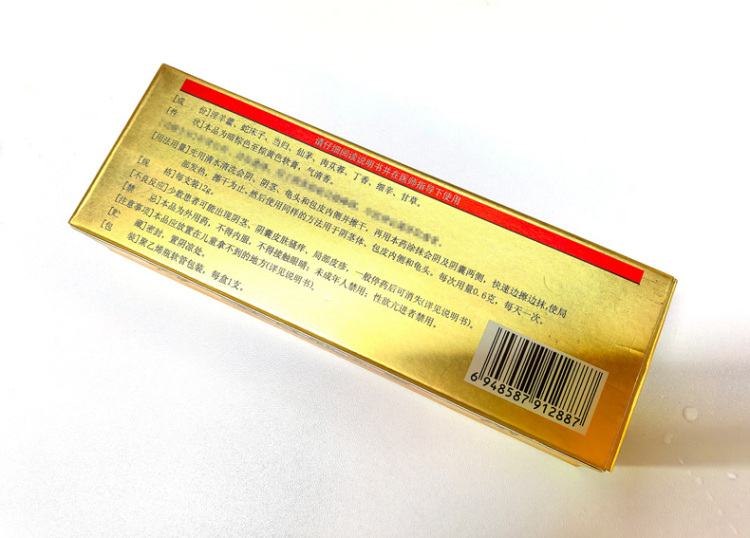 请仔细阅读说明书并在医师指导下使用
[成 份]淫羊藿、蛇床子、当归、仙茅、肉苁蓉、丁香、细辛、甘草。
[性 状]本品为暗棕色至棕黄色软膏，气清香。
[用法用量]先用清水清洗会阴、阴茎、龟头和包皮内侧并擦干，再用本药涂抹会阴及阴囊两侧，快速边擦边抹,使局
部发热，擦干为止，然后使用同样的方法用于阴茎体、包皮内侧和龟头。每次用量0.6克，每天一次。
[规 格]每支装12g。
[不良反应]少数患者可能出现阴茎、阴囊皮肤骚痒，局部皮疹，一般停药后可消失(详见说明书)。
[禁 忌]本品为外用药，不得内服，不得接触眼睛；未成年人禁用；性欲亢进者禁用。
[注意事项]本品应放置在儿童拿不到的地方(详见说明书)。
[贮 藏]密封，置阴凉处。
[包 装]聚乙烯瓶软管包装，每盒1支。
6 948587 912887